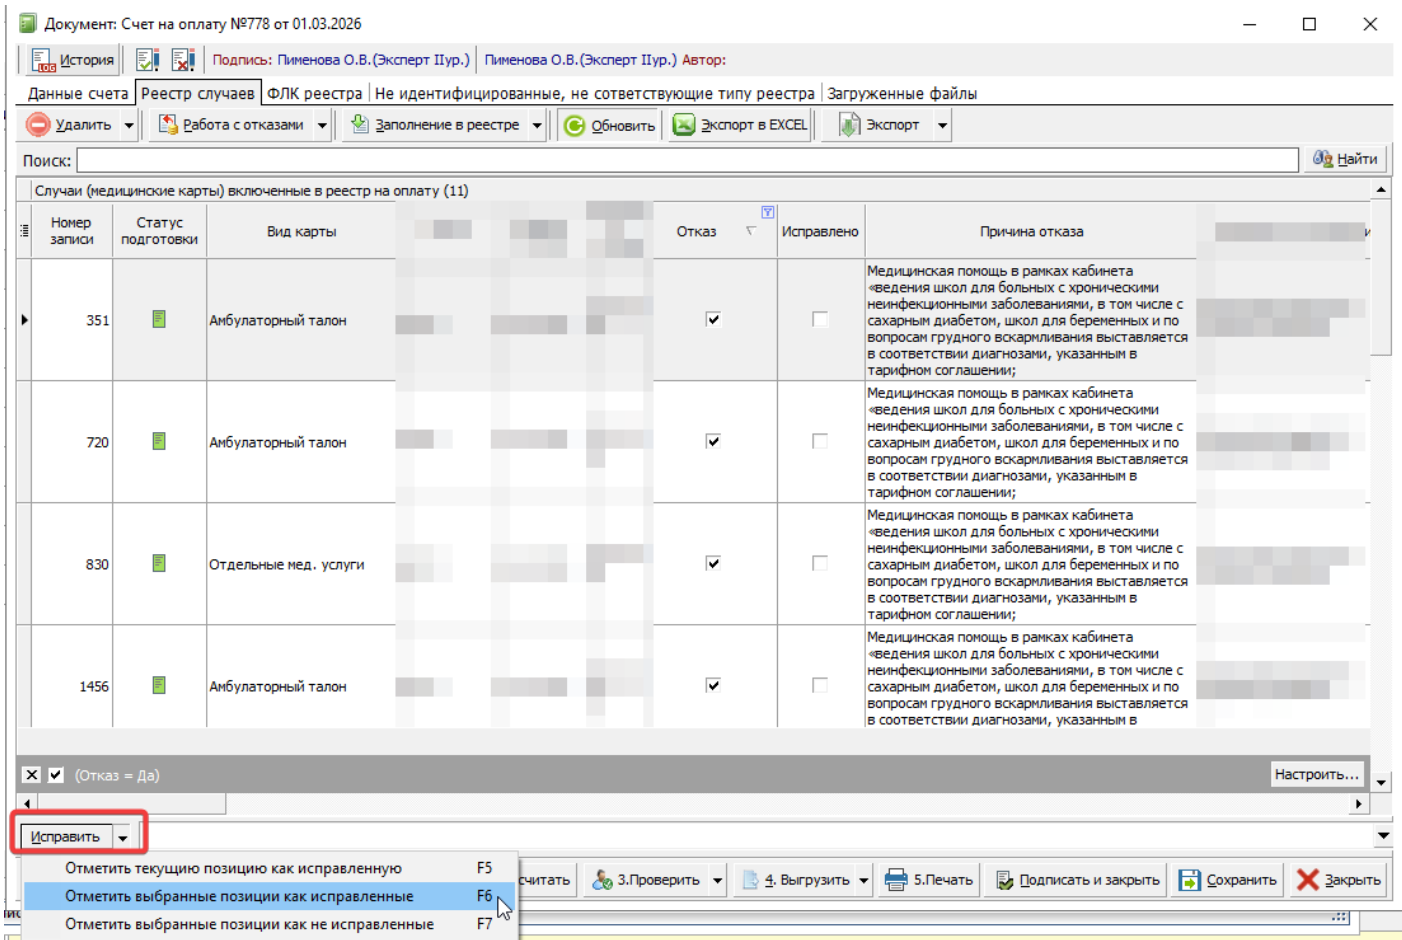 Документ: Счет на оплату №778 от 01.03.2026
LOG История Подпись: Пименова О.В.(Эксперт IIур.) Пименова О.В.(Эксперт IIур.) Автор:
Данные счета Реестр случаев ФЛК реестра Не идентифицированные, не сответствующие типу реестра Загруженные файлы
Удалить Работа с отказами Заполнение в реестре Обновить Экспорт в EXCEL Экспорт
Поиск: Найти
Случаи (медицинские карты) включенные в реестр на оплату (11)
Номер записи Статус подготовки Вид карты Отказ Исправлено Причина отказа
351 Амбулаторный талон
Медицинская помощь в рамках кабинета
«ведения школ для больных с хроническими
неинфекционными заболеваниями, в том числе с
сахарным диабетом, школ для беременных и по
вопросам грудного вскармливания выставляется
в соответствии диагнозами, указанным в
тарифном соглашении;
720 Амбулаторный талон
Медицинская помощь в рамках кабинета
«ведения школ для больных с хроническими
неинфекционными заболеваниями, в том числе с
сахарным диабетом, школ для беременных и по
вопросам грудного вскармливания выставляется
в соответствии диагнозами, указанным в
тарифном соглашении;
830 Отдельные мед. услуги
Медицинская помощь в рамках кабинета
«ведения школ для больных с хроническими
неинфекционными заболеваниями, в том числе с
сахарным диабетом, школ для беременных и по
вопросам грудного вскармливания выставляется
в соответствии диагнозами, указанным в
тарифном соглашении;
1456 Амбулаторный талон
Медицинская помощь в рамках кабинета
«ведения школ для больных с хроническими
неинфекционными заболеваниями, в том числе с
сахарным диабетом, школ для беременных и по
вопросам грудного вскармливания выставляется
в соответствии диагнозами, указанным в
(Отказ = Да) Настроить...
Исправить
Отметить текущию позицию как исправленную F5
Отметить выбранные позиции как исправленные F6
Отметить выбранные позиции как не исправленные F7
считать 3.Проверить 4. Выгрузить 5.Печать Подписать и закрыть Сохранить Закрыть